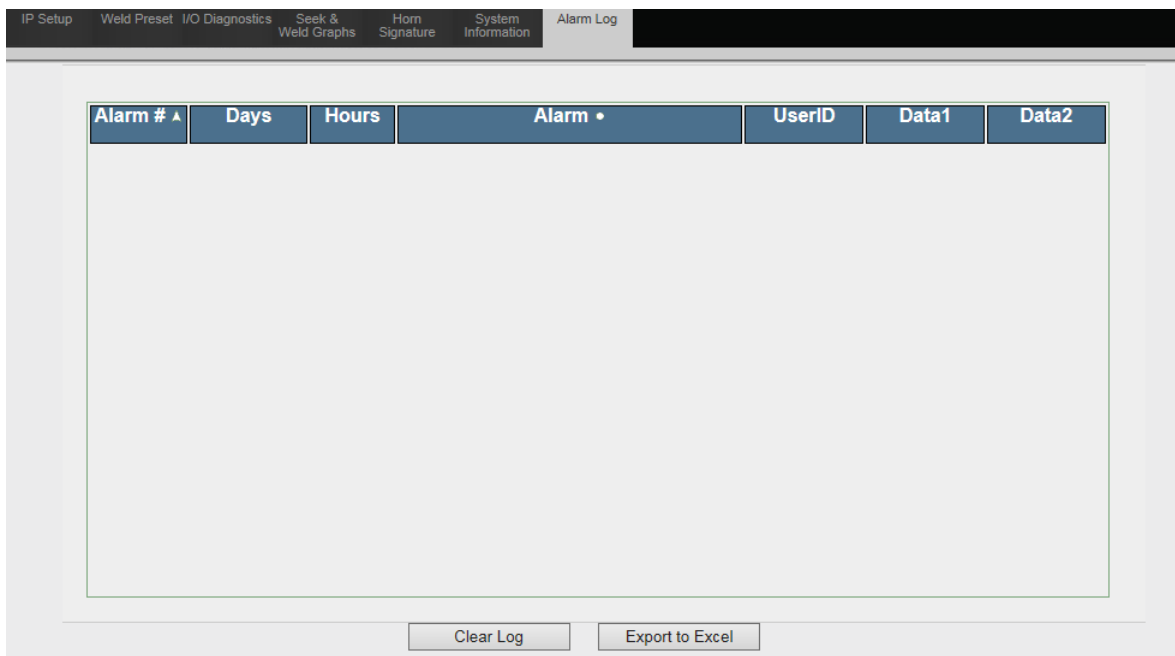 IP Setup Weld Preset I/O Diagnostics Seek & Weld Graphs Horn Signature System Information Alarm Log
Alarm # Days Hours Alarm • UserID Data1 Data2
Clear Log Export to Excel